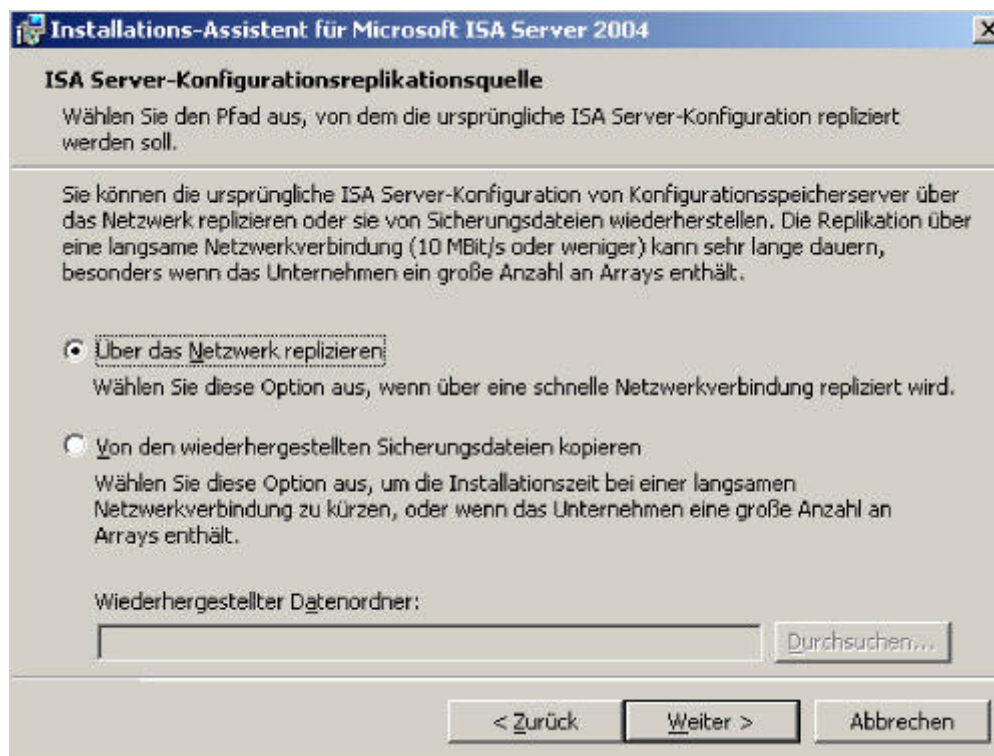 Installations-Assistent für Microsoft ISA Server 2004
ISA Server-Konfigurationsreplikationsquelle
Wählen Sie den Pfad aus, von dem die ursprüngliche ISA Server-Konfiguration repliziert
werden soll.
Sie können die ursprüngliche ISA Server-Konfiguration von Konfigurationsspeicherserver über
das Netzwerk replizieren oder sie von Sicherungsdateien wiederherstellen. Die Replikation über
eine langsame Netzwerkverbindung (10 MBit/s oder weniger) kann sehr lange dauern,
besonders wenn das Unternehmen ein große Anzahl an Arrays enthält.
Über das Netzwerk replizieren
Wählen Sie diese Option aus, wenn über eine schnelle Netzwerkverbindung repliziert wird.
Von den wiederhergestellten Sicherungsdateien kopieren
Wählen Sie diese Option aus, um die Installationszeit bei einer langsamen
Netzwerkverbindung zu kürzen, oder wenn das Unternehmen eine große Anzahl an
Arrays enthält.
Wiederhergestellter Datenordner:
Durchsuchen...
< Zurück
Weiter >
Abbrechen